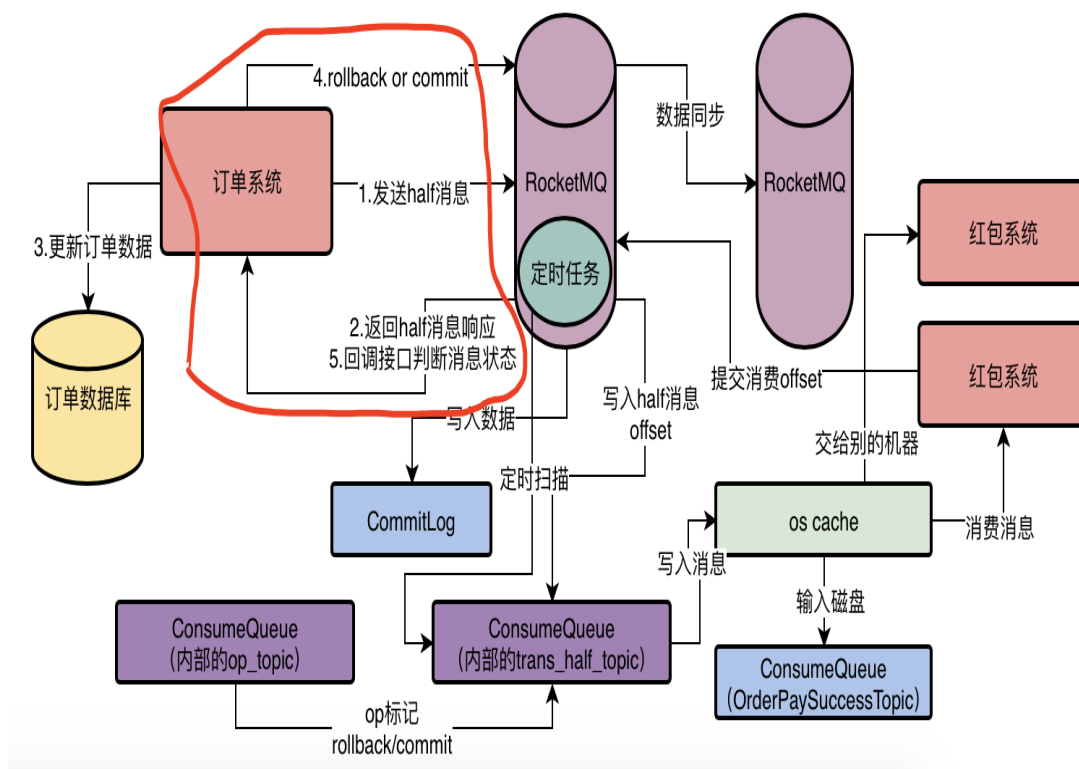 4.rollback or commit
数据同步
订单系统
1.发送half消息
RocketMQ
RocketMQ
3.更新订单数据
定时任务
红包系统
2.返回half消息响应
5.回调接口判断消息状态
订单数据库
写入half消息
offset
提交消费offset
红包系统
写入数据
交给别的机器
定时扫描
CommitLog
os cache
消费消息
写入消息
输入磁盘
ConsumeQueue
（内部的op_topic）
ConsumeQueue
（内部的trans_half_topic）
ConsumeQueue
（OrderPaySuccessTopic）
op标记
rollback/commit